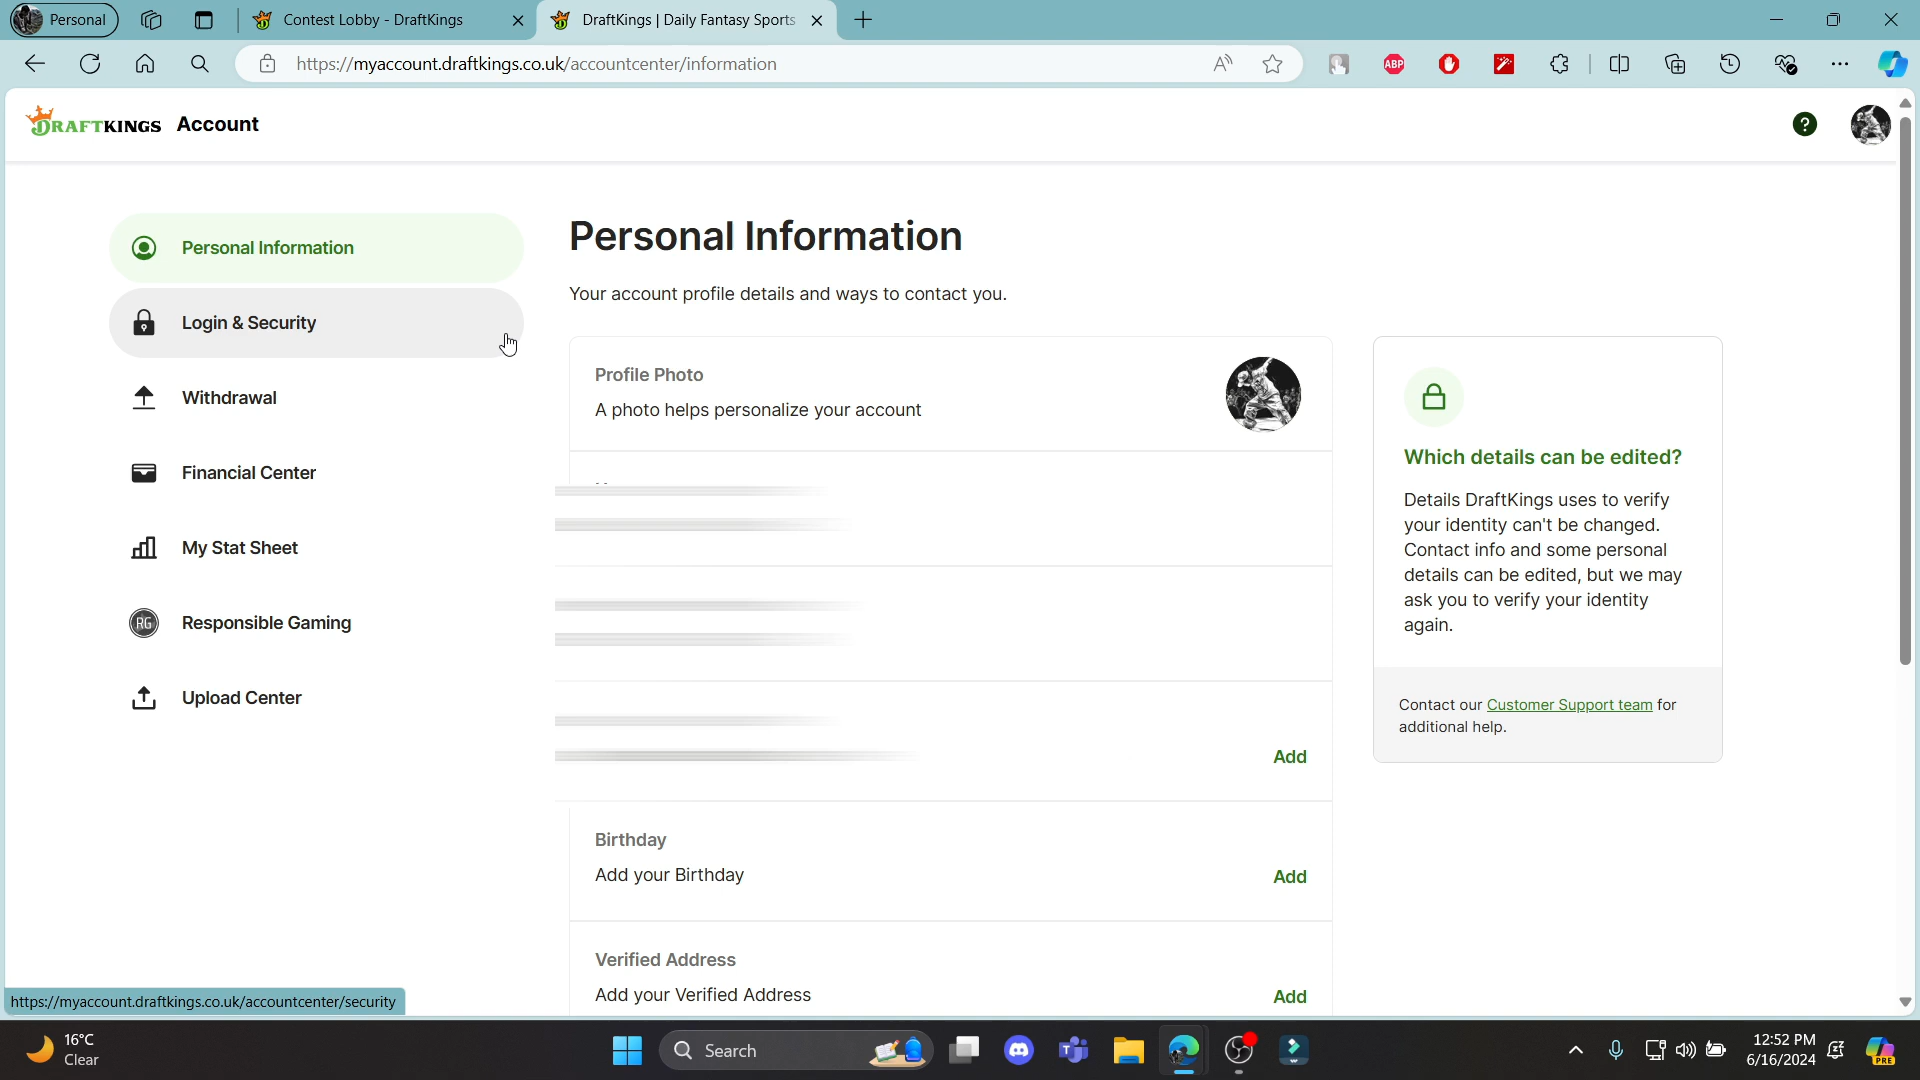 Personal
Contest Lobby - DraftKings
DraftKings | Daily Fantasy Sports
https://myaccount.draftkings.co.uk/accountcenter/information
ABP
DRAFTKINGS Account
?
Personal Information
Login & Security
Withdrawal
Financial Center
My Stat Sheet
RG Responsible Gaming
Upload Center
Personal Information
Your account profile details and ways to contact you.
Profile Photo
A photo helps personalize your account
Add
Birthday
Add your Birthday
Add
Verified Address
Add your Verified Address
Add
Which details can be edited?
Details DraftKings uses to verify
your identity can't be changed.
Contact info and some personal
details can be edited, but we may
ask you to verify your identity
again.
Contact our Customer Support team for
additional help.
https://myaccount.draftkings.co.uk/accountcenter/security
16°C
Clear
Search
12:52 PM
6/16/2024
PRE